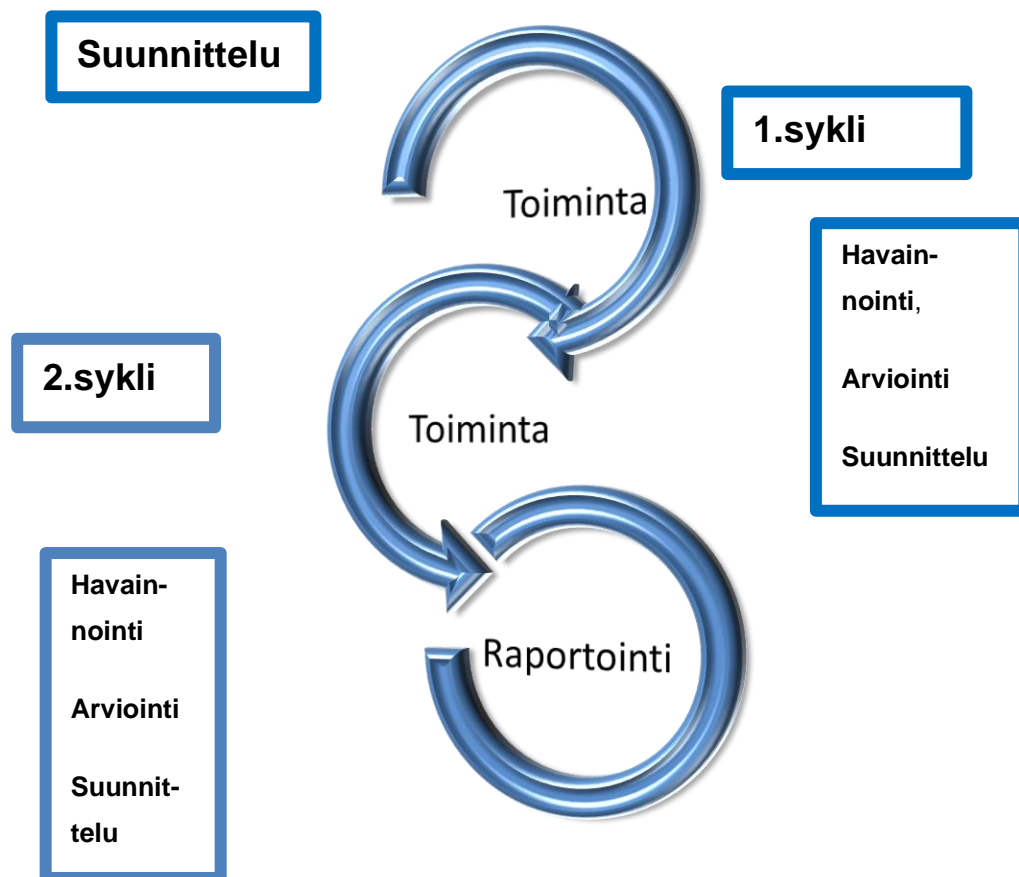 Suunnittelu
1.sykli
Toiminta
Havain-
nointi,
Arviointi
Suunnittelu
2.sykli
Toiminta
Havain-
nointi
Arviointi
Suunnit-
telu
Raportointi